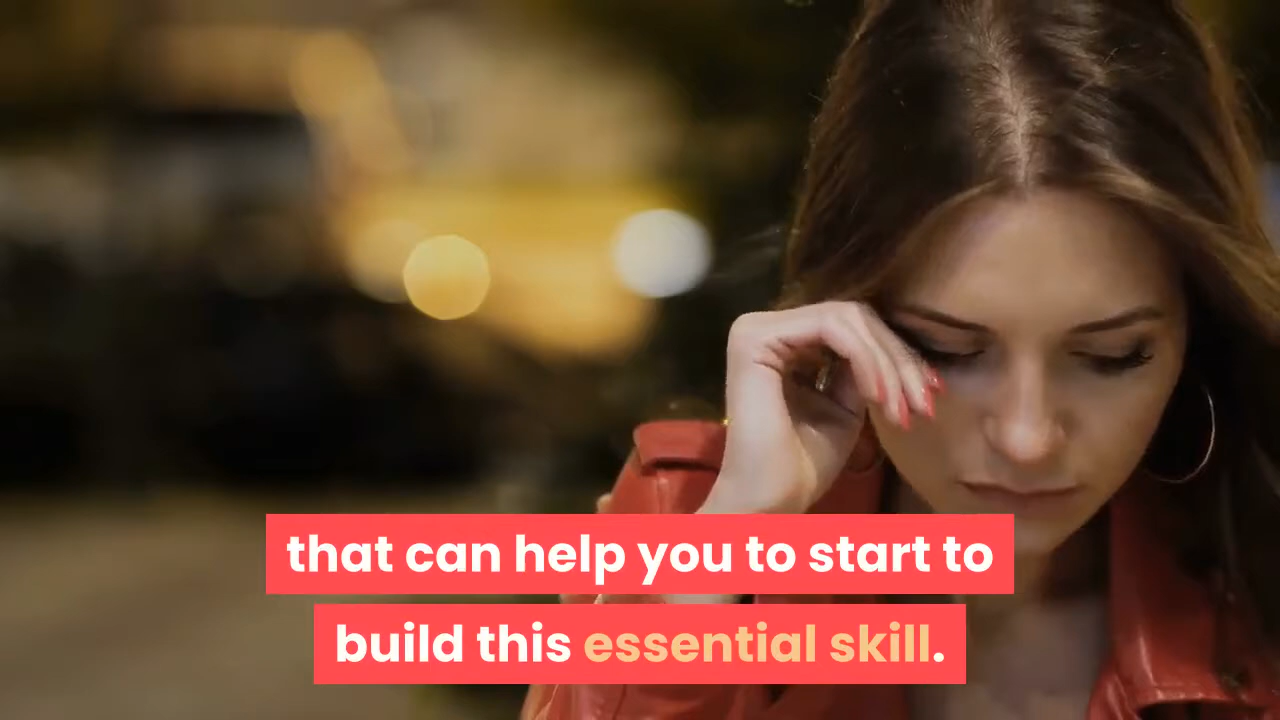 that can help you to start to
build this essential skill.